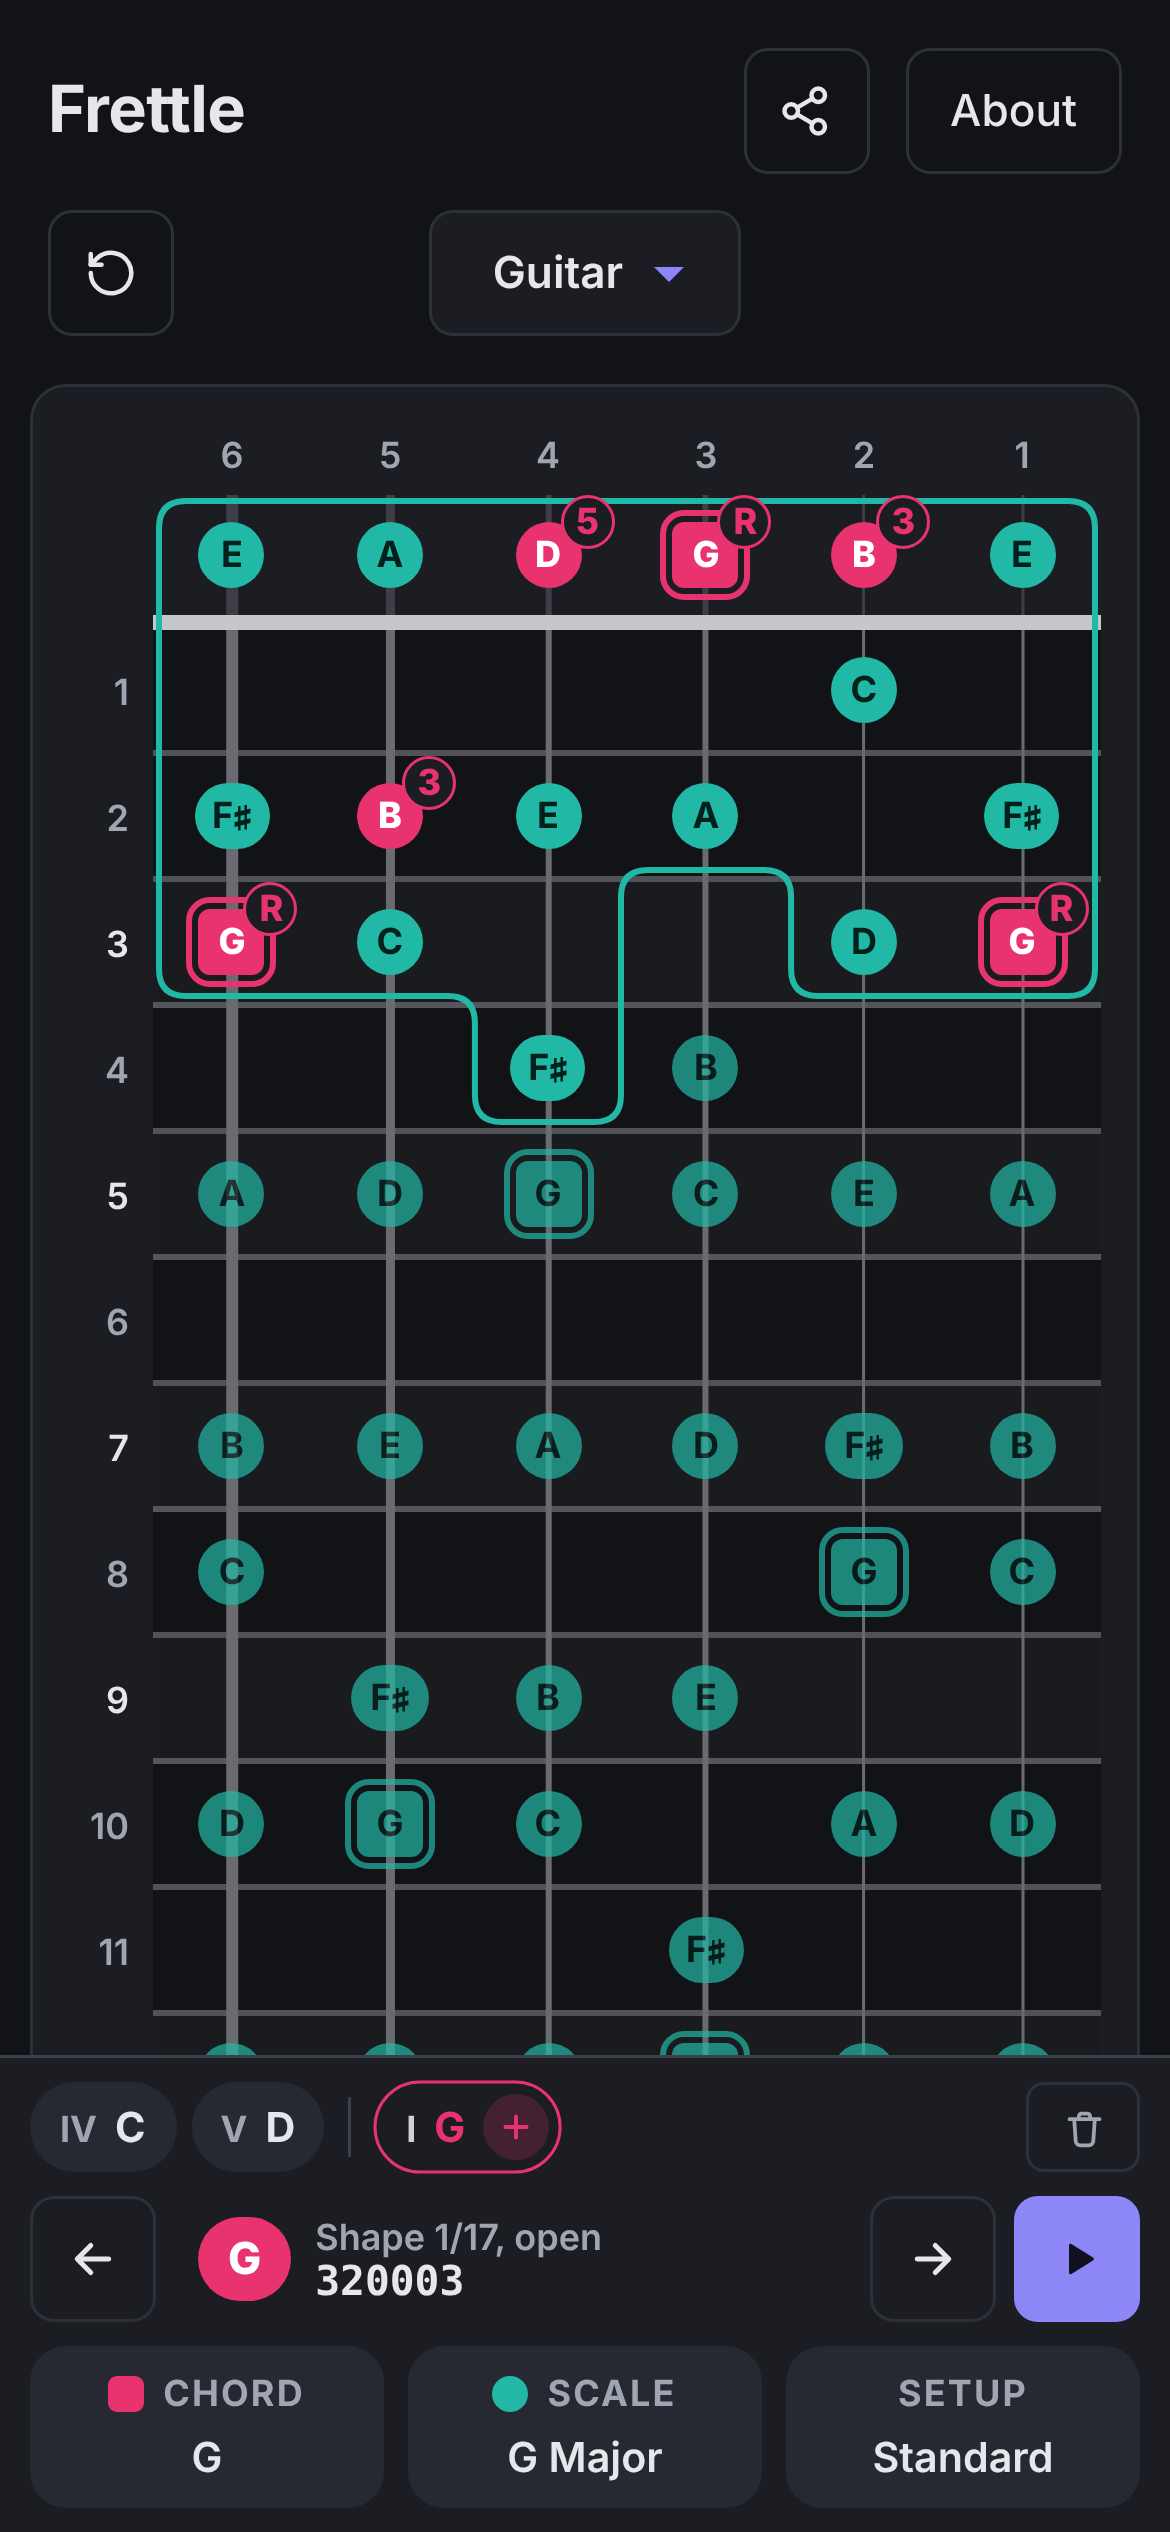 Frettle
About
Guitar
6 5 4 3 2 1
E A D 5 G R B 3 E
1 C
2 F♯ B 3 E A F♯
3 G R C D G R
4 F♯ B
5 A D G C E A
6
7 B E A D F♯ B
8 C G C
9 F♯ B E
10 D G C A D
11 F♯
IV C V D I G +
G Shape 1/17, open
320003
CHORD SCALE SETUP
G G Major Standard